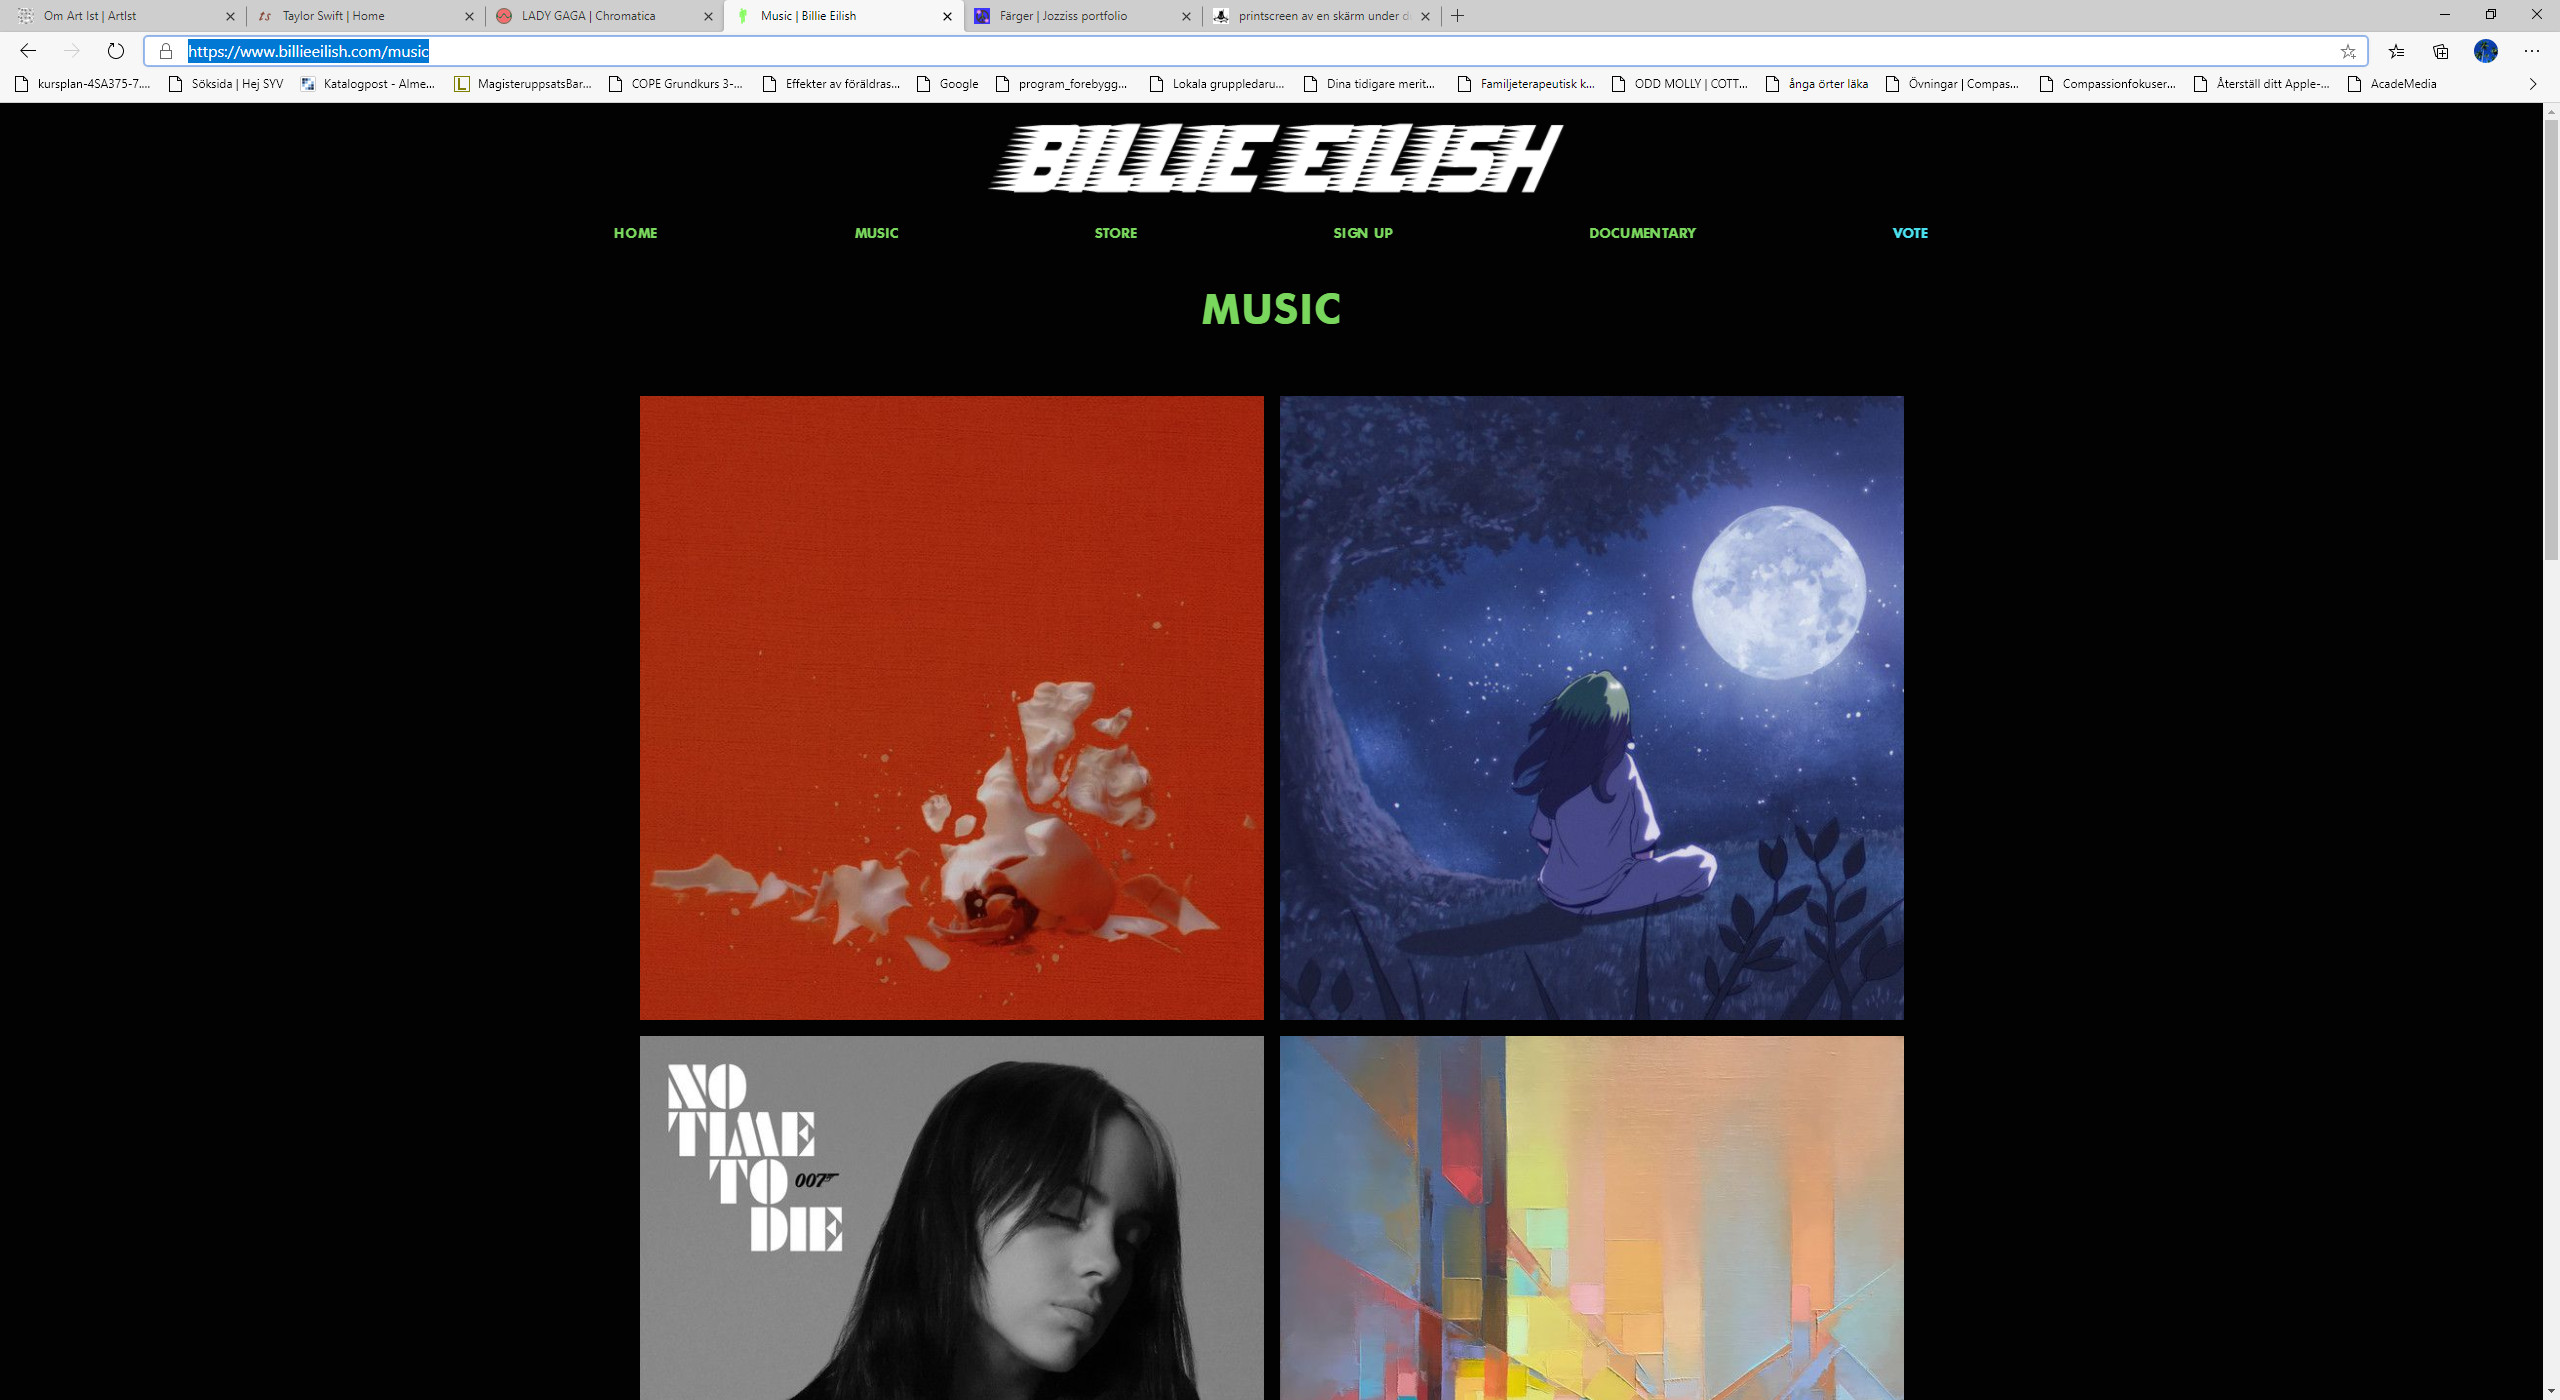 Om Art Ist | ArtIst
Taylor Swift | Home
LADY GAGA | Chromatica
Music | Billie Eilish
Färger | Jozziss portfolio
printscreen av en skärm under d
https://www.billieeilish.com/music
kursplan-4SA375-7....
Söksida | Hej SYV
Katalogpost - Alme...
MagisteruppsatsBar...
COPE Grundkurs 3-...
Effekter av föräldras...
Google
program_forebygg...
Lokala gruppledaru...
Dina tidigare merit...
Familjeterapeutisk k...
ODD MOLLY | COTT...
ånga örter läka
Övningar | Compas...
Compassionfokuser...
Återställ ditt Apple-...
AcadeMedia
BILLIE EILISH
HOME
MUSIC
STORE
SIGN UP
DOCUMENTARY
VOTE
MUSIC
NO
TIME
TO 007
DIE